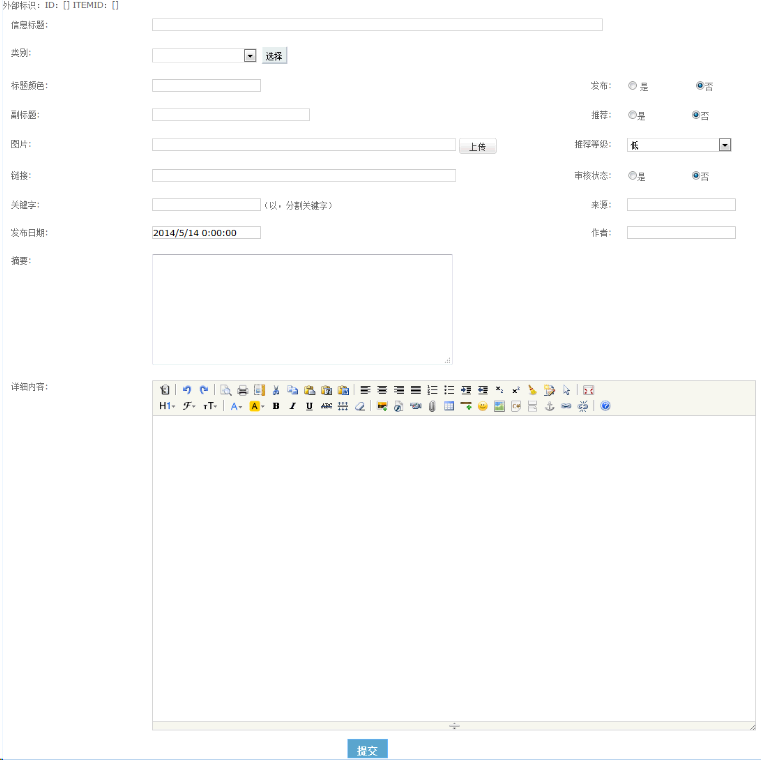 外部标识: ID: [] ITEMID: []
信息标题:
类别: 选择
标题颜色: 发布: 是 否
副标题: 推荐: 是 否
图片: 上传 推荐等级: 低
链接: 审核状态: 是 否
关键字: (以,分割关键字) 来源:
发布日期: 2014/5/14 0:00:00 作者:
摘要:
详细内容:
H1 F тT A A B I U ABC
提交